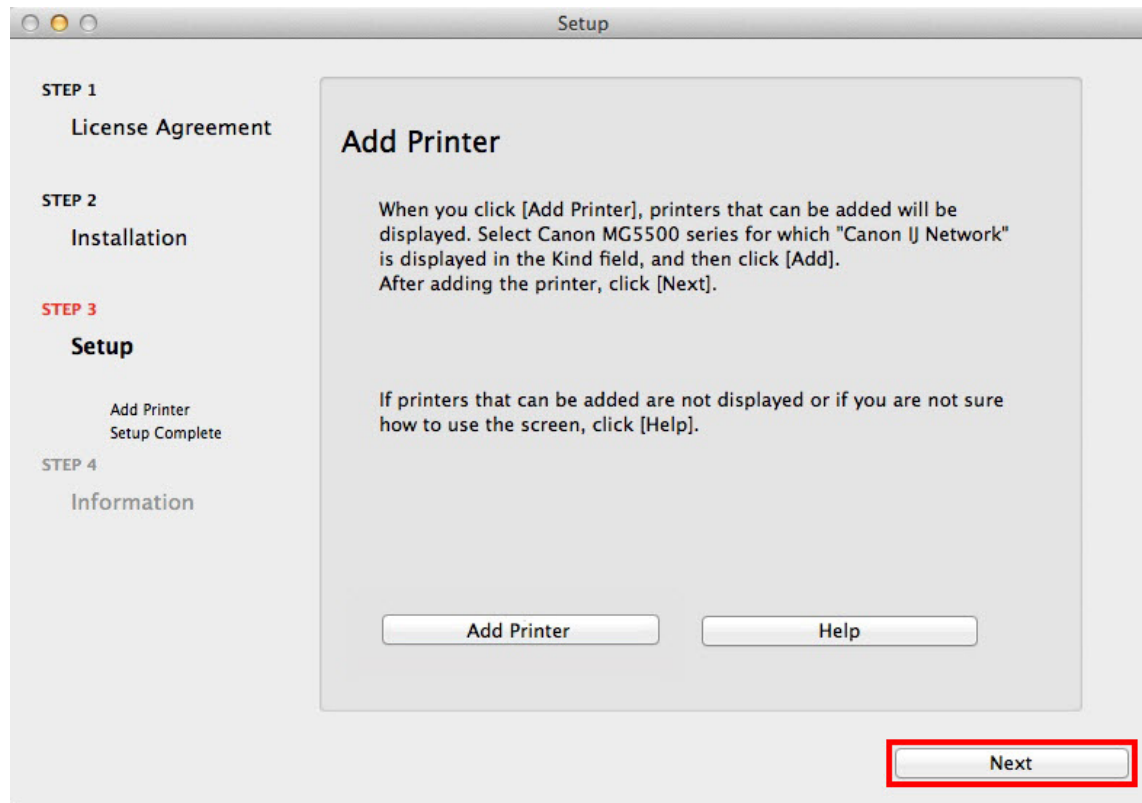 Setup
STEP 1
License Agreement
STEP 2
Installation
STEP 3
Setup
Add Printer
Setup Complete
STEP 4
Information
Add Printer
When you click [Add Printer], printers that can be added will be
displayed. Select Canon MG5500 series for which "Canon IJ Network"
is displayed in the Kind field, and then click [Add].
After adding the printer, click [Next].
If printers that can be added are not displayed or if you are not sure
how to use the screen, click [Help].
Add Printer
Help
Next